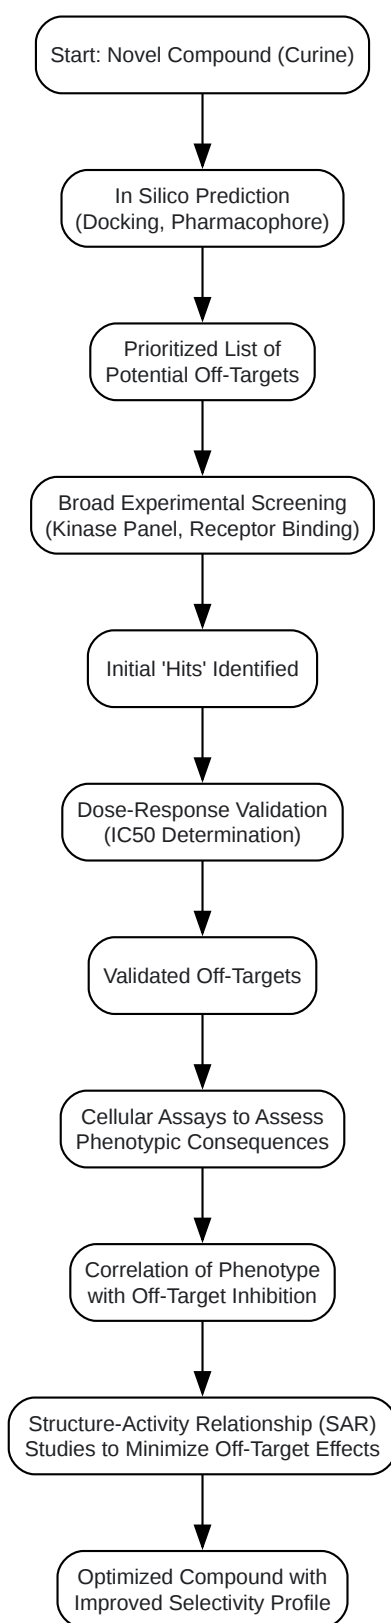 Start: Novel Compound (Curine)
In Silico Prediction
(Docking, Pharmacophore)
Prioritized List of
Potential Off-Targets
Broad Experimental Screening
(Kinase Panel, Receptor Binding)
Initial 'Hits' Identified
Dose-Response Validation
(IC50 Determination)
Validated Off-Targets
Cellular Assays to Assess
Phenotypic Consequences
Correlation of Phenotype
with Off-Target Inhibition
Structure-Activity Relationship (SAR)
Studies to Minimize Off-Target Effects
Optimized Compound with
Improved Selectivity Profile